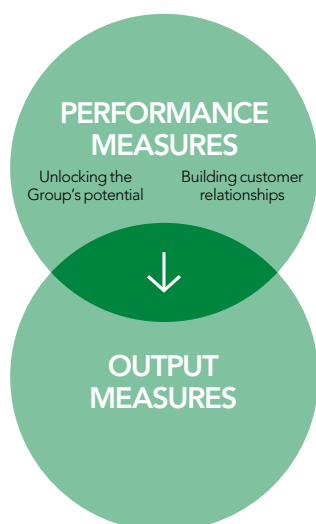 PERFORMANCE
MEASURES
Unlocking the
Group's potential
Building customer
relationships
OUTPUT
MEASURES